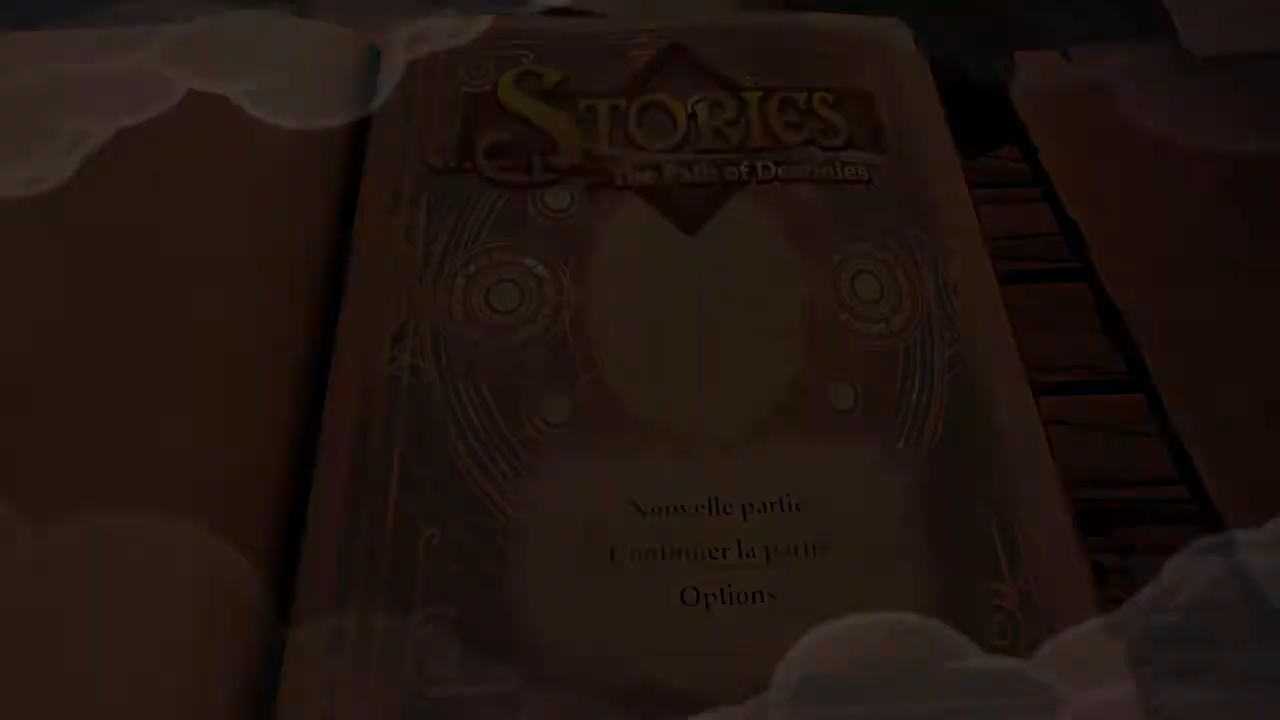 STORIES
The Path of Destinies
Nouvelle partie
Continuer la partie
Options